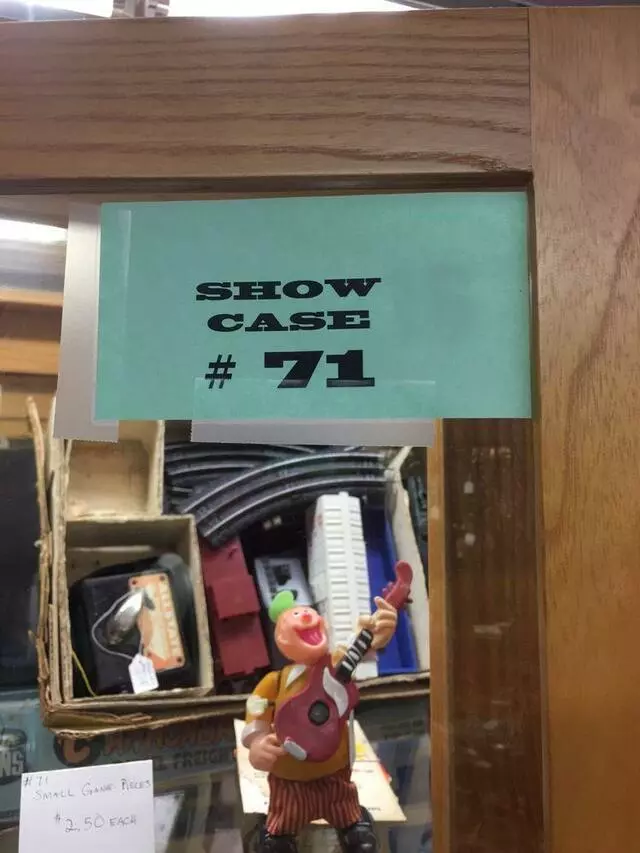 SHOW
CASE
# 71
#71
SMALL GAME PIECES
$2.50 EACH